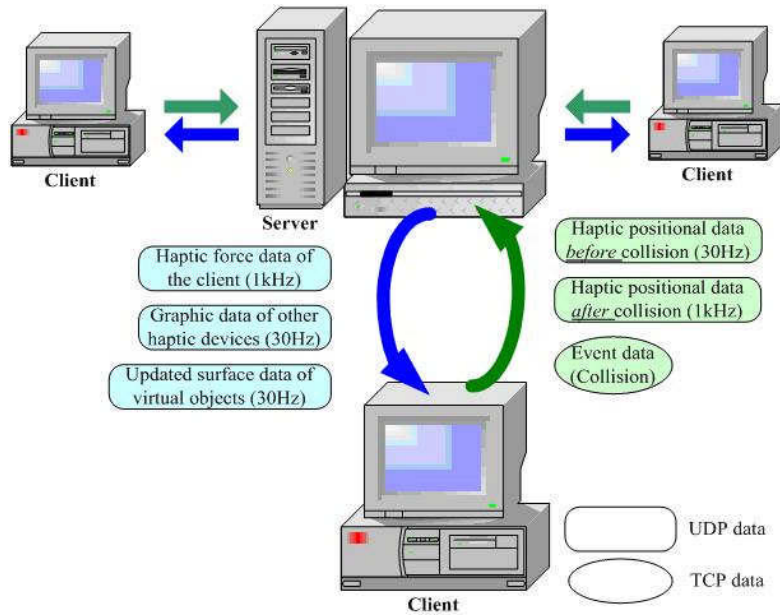 Client
Server
Client
Haptic force data of
the client (1kHz)
Graphic data of other
haptic devices (30Hz)
Updated surface data of
virtual objects (30Hz)
Haptic positional data
before collision (30Hz)
Haptic positional data
after collision (1kHz)
Event data
(Collision)
Client
UDP data
TCP data